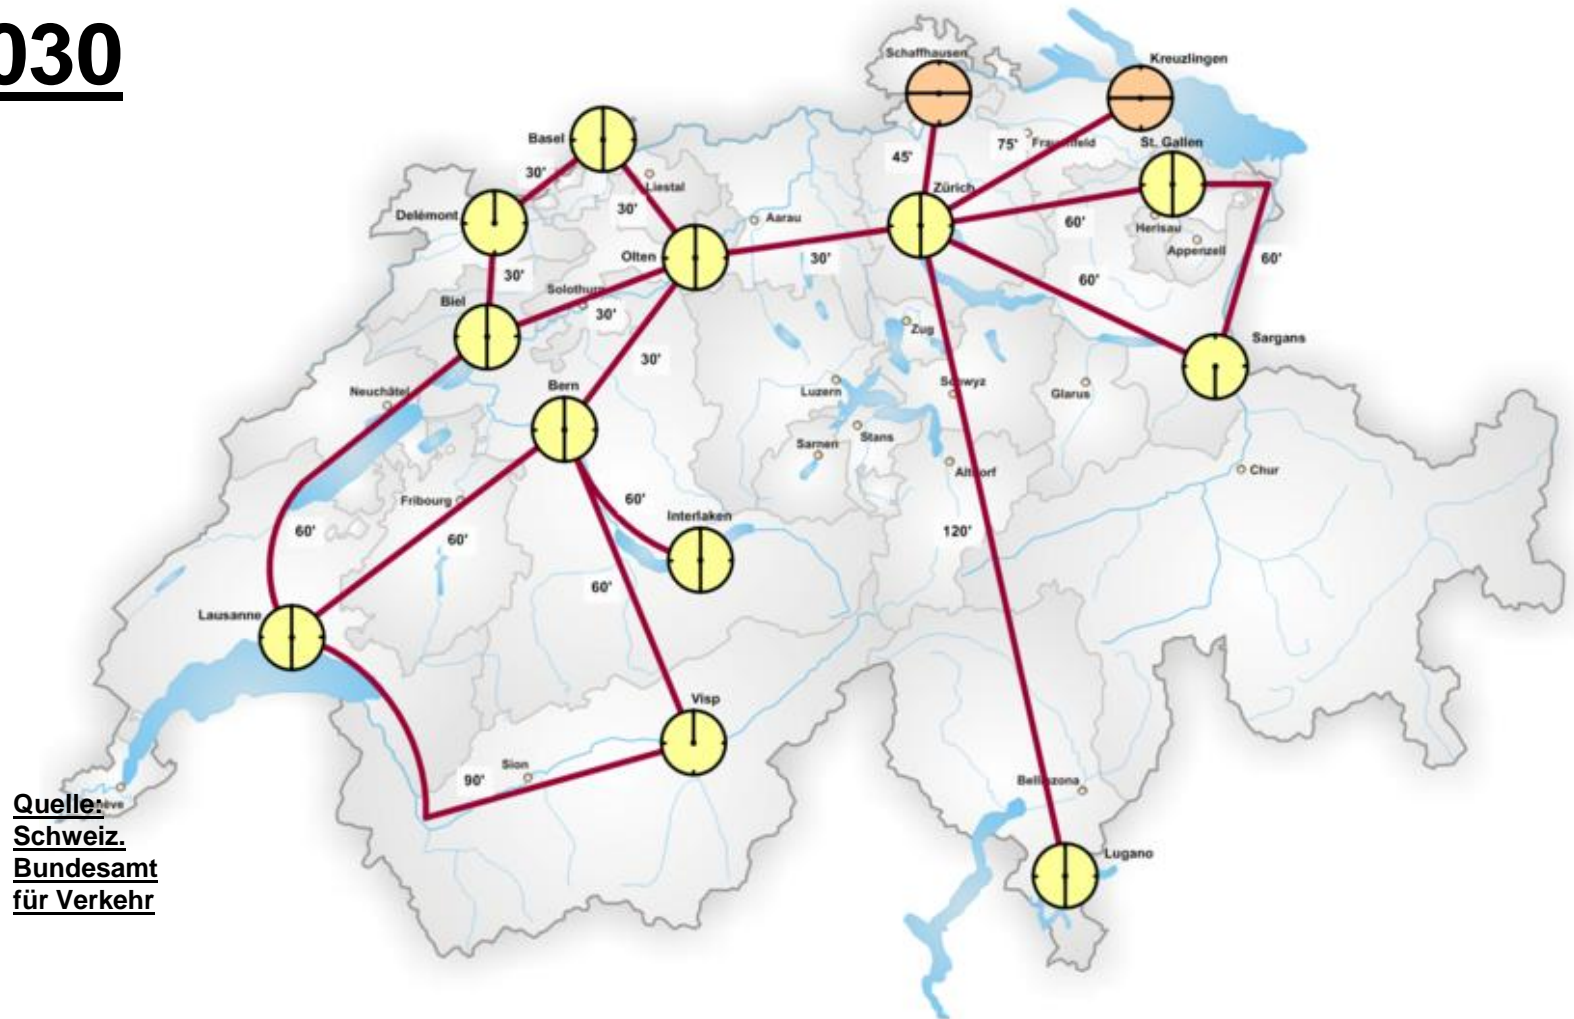 030
Schaffhausen
Kreuzlingen
Basel
45'
75'
Frauenfeld
St. Gallen
30'
Liestal
Zürich
Delémont
30'
Aarau
60'
Herisau
Appenzell
Olten
30'
60'
30'
60'
Biel
Solothurn
30'
Zug
Sargans
30'
Bern
Neuchâtel
Luzern
Schwyz
Glarus
Stans
Sarnen
Altdorf
Chur
Fribourg
60'
Interlaken
60'
60'
120'
60'
Lausanne
Visp
Sion
90'
Bellinzona
Quelle:
Schweiz.
Bundesamt
für Verkehr
Lugano